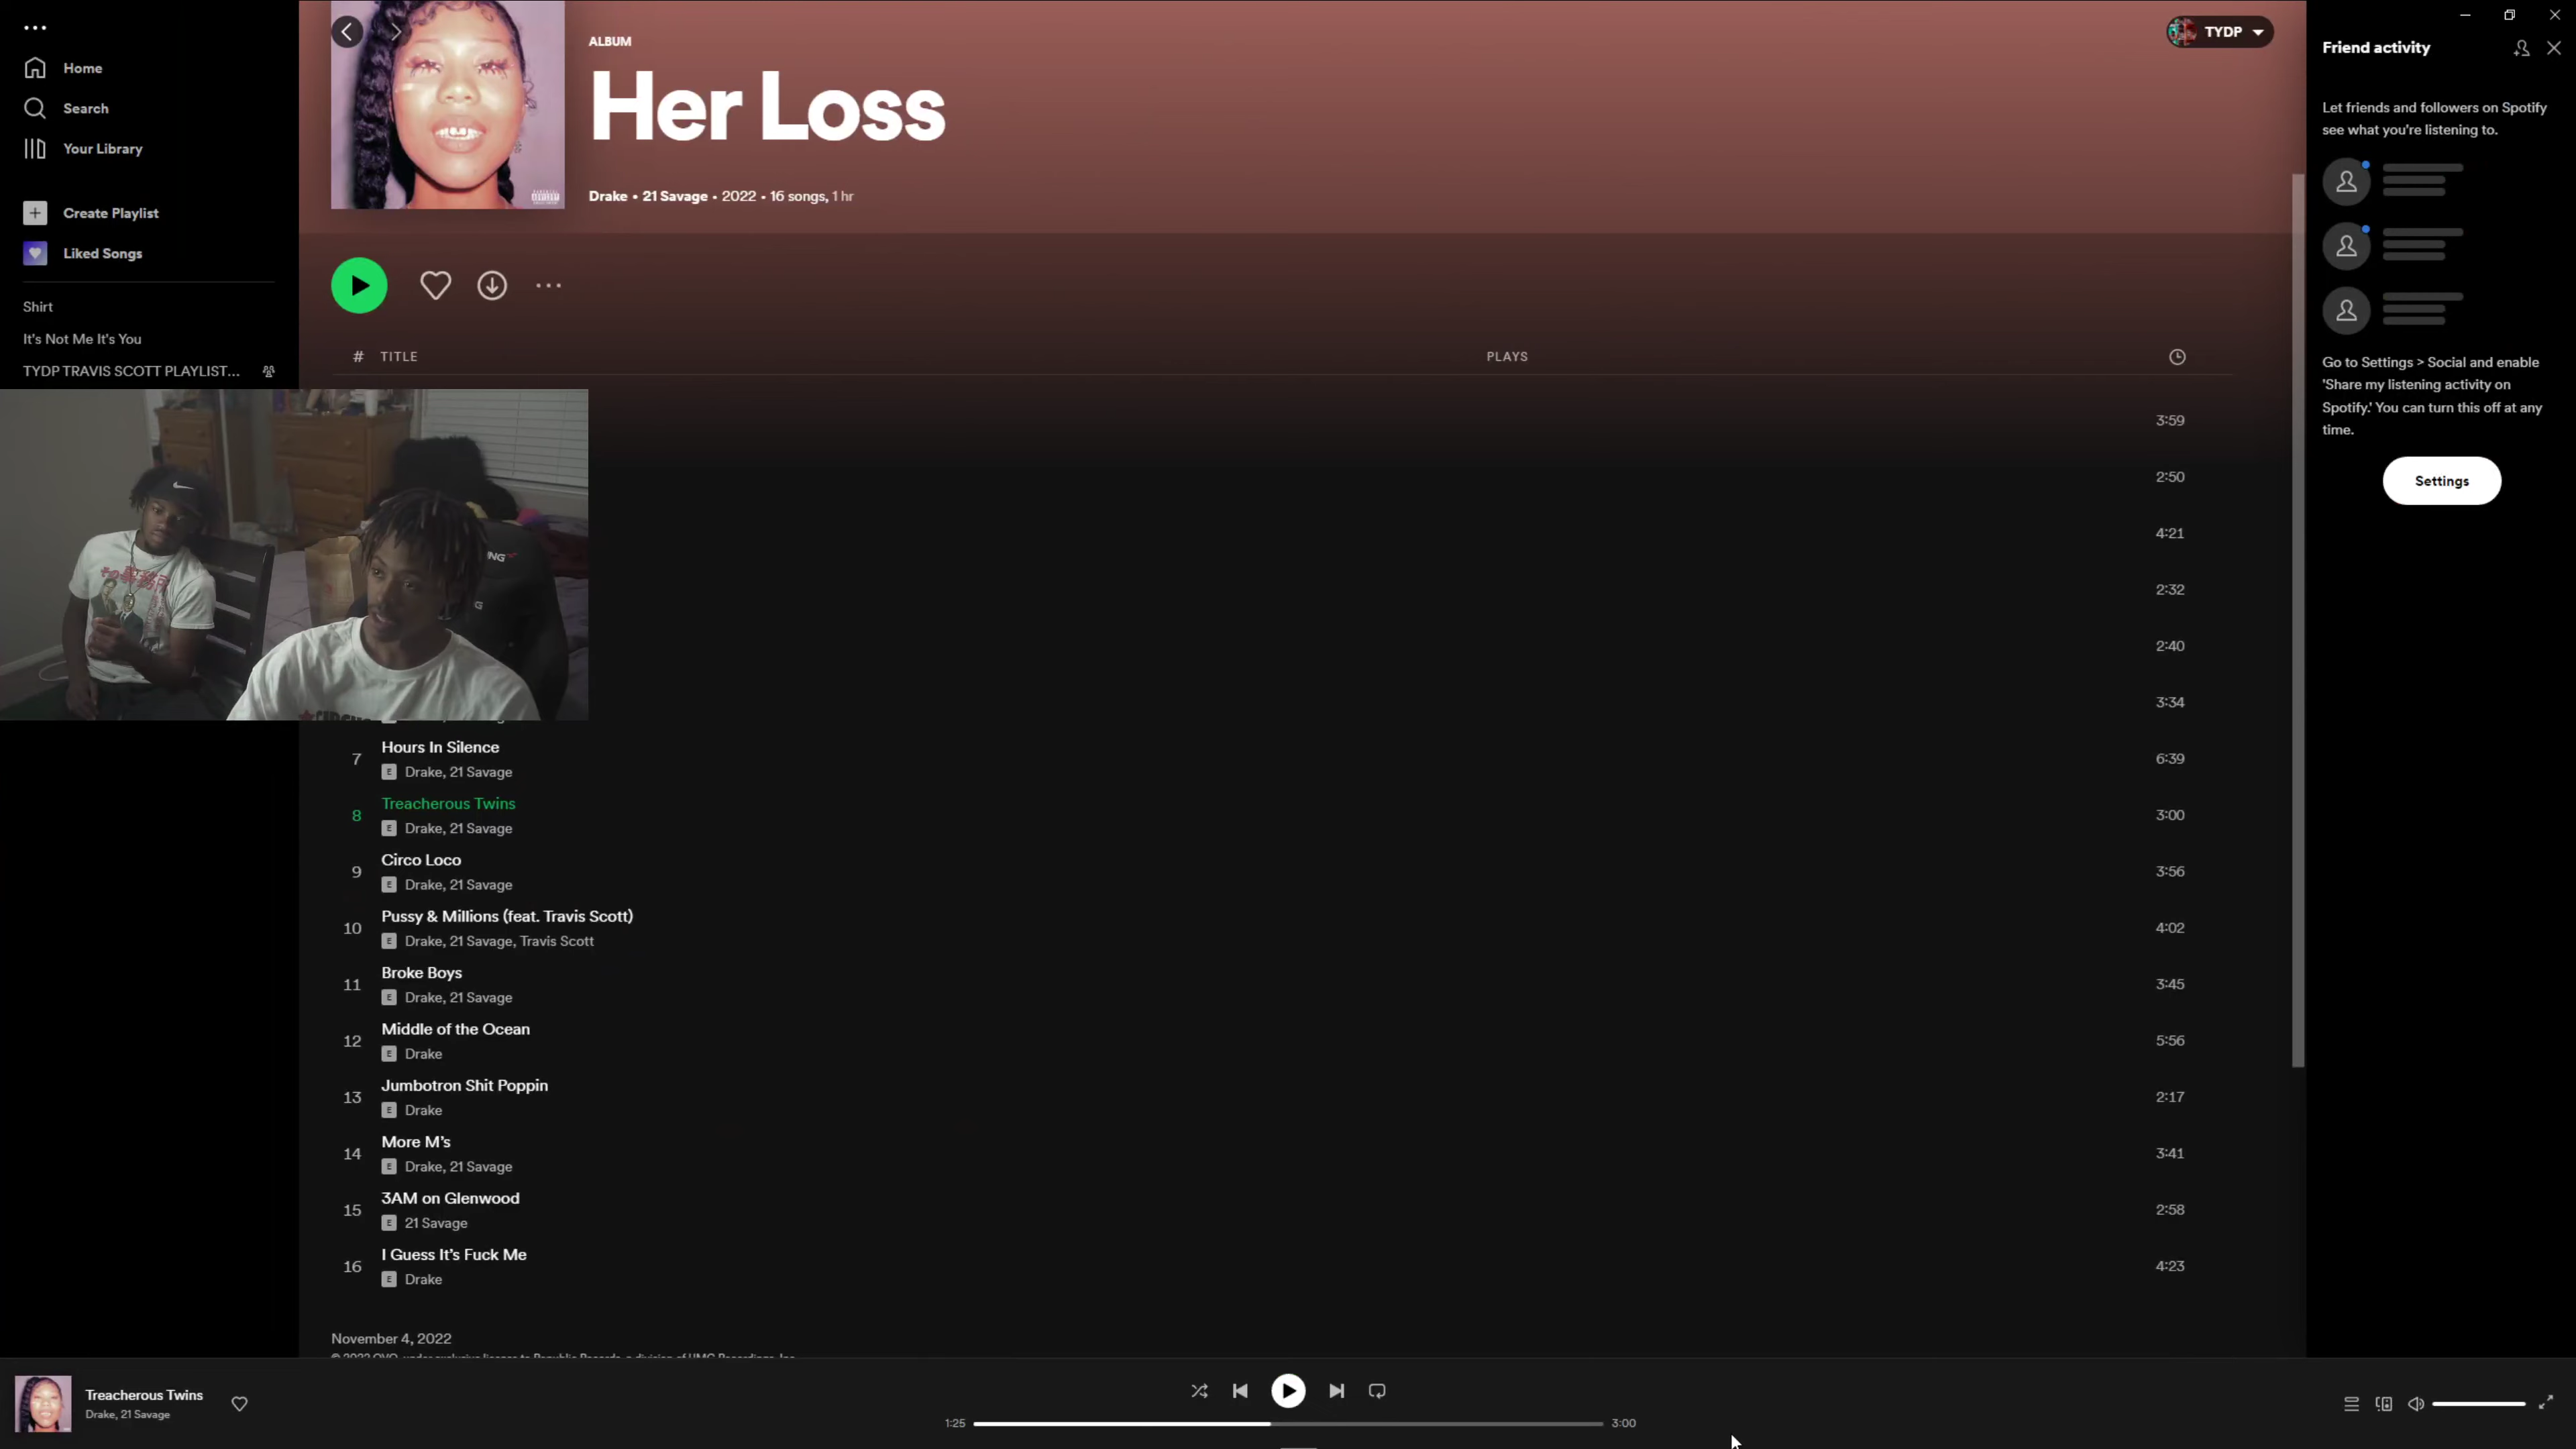 Home
Search
Your Library
Create Playlist
Liked Songs
Shirt
It's Not Me It's You
TYDP TRAVIS SCOTT PLAYLIST...
ALBUM
Her Loss
Drake • 21 Savage • 2022 • 16 songs, 1 hr
TYDP
# TITLE PLAYS
3:59
2:50
4:21
2:32
2:40
3:34
7 Hours In Silence 6:39
E Drake, 21 Savage
8 Treacherous Twins 3:00
E Drake, 21 Savage
9 Circo Loco 3:56
E Drake, 21 Savage
10 Pussy & Millions (feat. Travis Scott) 4:02
E Drake, 21 Savage, Travis Scott
11 Broke Boys 3:45
E Drake, 21 Savage
12 Middle of the Ocean 5:56
E Drake
13 Jumbotron Shit Poppin 2:17
E Drake
14 More M's 3:41
E Drake, 21 Savage
15 3AM on Glenwood 2:58
E 21 Savage
16 I Guess It's Fuck Me 4:23
E Drake
November 4, 2022
Friend activity
Let friends and followers on Spotify
see what you're listening to.
Go to Settings > Social and enable
'Share my listening activity on
Spotify.' You can turn this off at any
time.
Settings
Treacherous Twins
Drake, 21 Savage
1:25
3:00